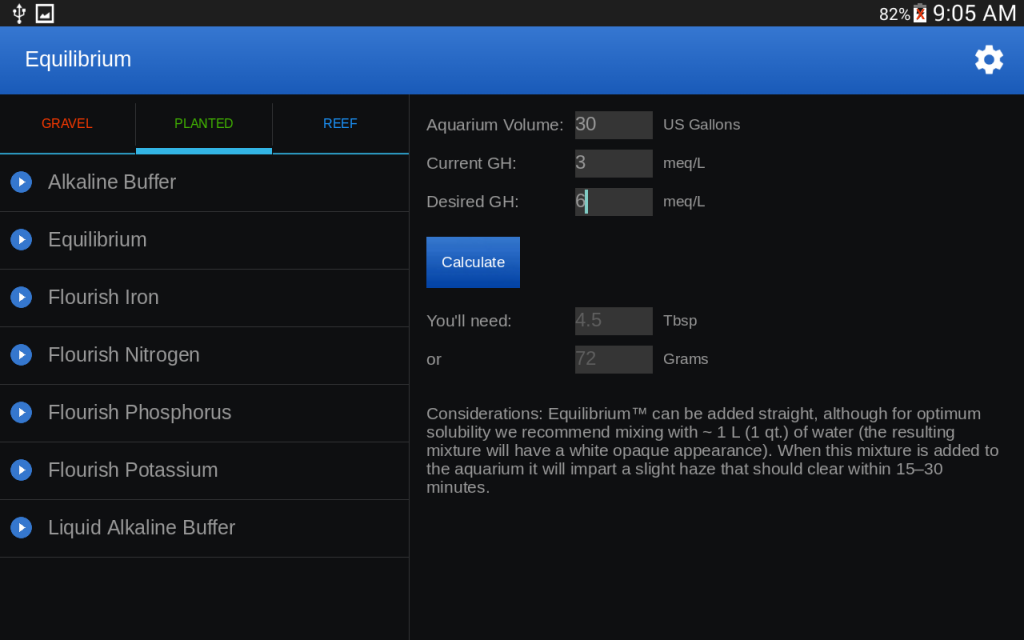 82% 9:05 AM
Equilibrium
GRAVEL PLANTED REEF
Alkaline Buffer
Equilibrium
Flourish Iron
Flourish Nitrogen
Flourish Phosphorus
Flourish Potassium
Liquid Alkaline Buffer
Aquarium Volume: 30 US Gallons
Current GH: 3 meq/L
Desired GH: 6 meq/L
Calculate
You'll need: 4.5 Tbsp
or 72 Grams
Considerations: Equilibrium™ can be added straight, although for optimum
solubility we recommend mixing with ~ 1 L (1 qt.) of water (the resulting
mixture will have a white opaque appearance). When this mixture is added to
the aquarium it will impart a slight haze that should clear within 15–30
minutes.